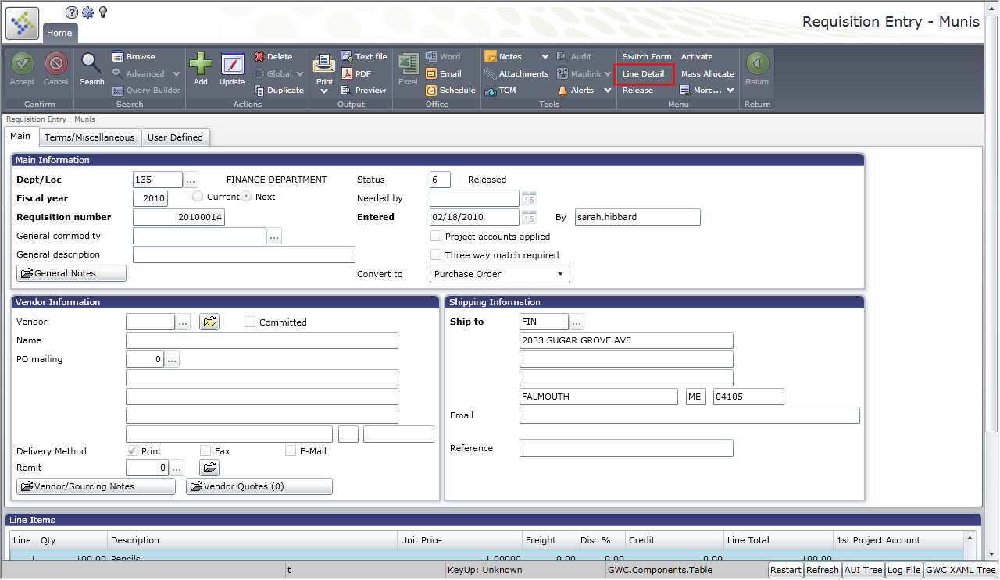 ?
Home
Requisition Entry - Munis
Accept Cancel Search Browse Advanced Query Builder Add Update Delete Global Duplicate Print Text file PDF Preview Excel Word Email Schedule Notes Attachments TCM Audit Maplink Alerts Switch Form Line Detail Release Activate Mass Allocate More... Return
Confirm Search Actions Output Office Tools Menu Return
Requisition Entry - Munis
Main Terms/Miscellaneous User Defined
Main Information
Dept/Loc 135 ... FINANCE DEPARTMENT Status 6 Released
Fiscal year 2010 Current Next Needed by 15
Requisition number 20100014 Entered 02/18/2010 15 By sarah.hibbard
General commodity ... Project accounts applied
General description Three way match required
General Notes Convert to Purchase Order
Vendor Information Shipping Information
Vendor ... Committed Ship to FIN ...
Name 2033 SUGAR GROVE AVE
PO mailing 0 ...
FALMOUTH ME 04105
Email
Delivery Method Print Fax E-Mail Reference
Remit 0 ...
Vendor/Sourcing Notes Vendor Quotes (0)
Line Items
Line Qty Description Unit Price Freight Disc % Credit Line Total 1st Project Account
1 100.00 Pencils 1.00000 0.00 0.00 0.00 100.00
t KeyUp: Unknown GWC.Components.Table Restart Refresh AUI Tree Log File GWC XAML Tree